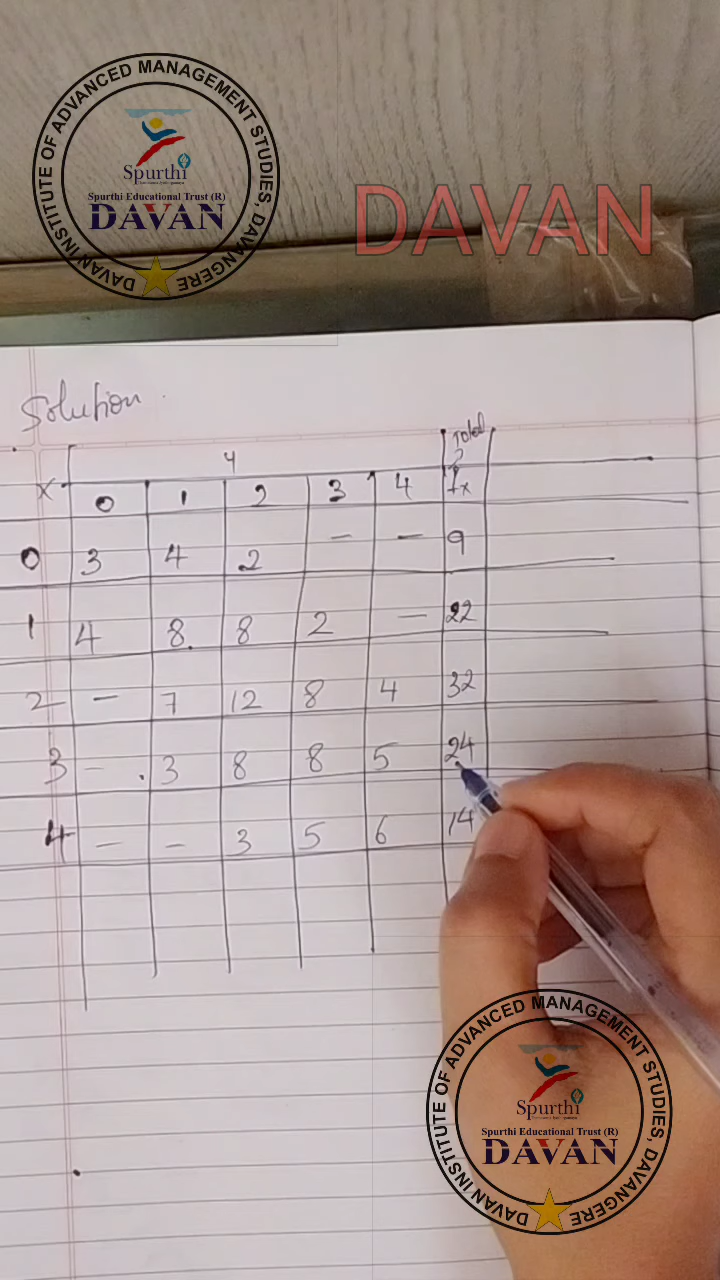 DAVAN INSTITUTE OF ADVANCED MANAGEMENT STUDIES, DAVANGERE
Spurthi
Spurthi Educational Trust (R)
DAVAN
DAVAN
Solution
Total
y
x 0 1 2 3 4 fx
0 3 4 2 — — 9
1 4 8 8 2 — 22
2 — 7 12 8 4 32
3 — 3 8 8 5 24
4 — — 3 5 6 14
DAVAN INSTITUTE OF ADVANCED MANAGEMENT STUDIES, DAVANGERE
Spurthi
Spurthi Educational Trust (R)
DAVAN